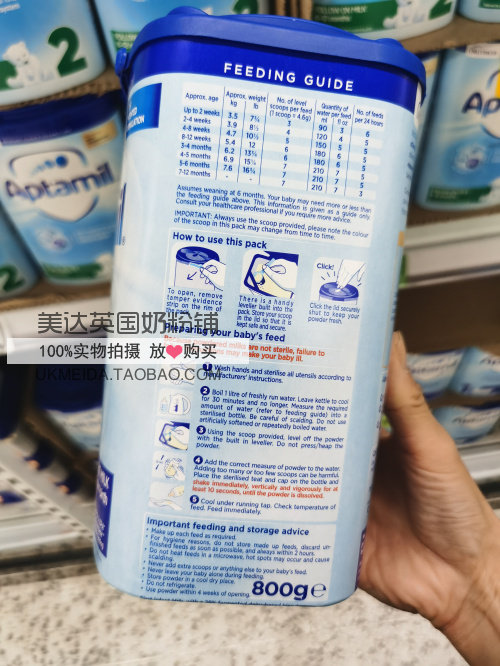 FEEDING GUIDE
Approx. age Approx. weight kg lb No. of level scoops per feed (1 scoop = 4.6g) Quantity of water per feed ml fl oz No. of feeds per 24 hours
Up to 2 weeks 3.5 7¾ 3 90 3 6
2-4 weeks 3.9 8½ 4 120 4 5
4-8 weeks 4.7 10½ 5 150 5 5
8-12 weeks 5.4 12 6 180 6 5
3-4 months 6.2 13¾ 6 180 6 5
4-5 months 6.9 15¼ 7 210 7 5
5-6 months 7.6 16¾ 7 210 7 5
7-12 months 7 210 7 3
Assumes weaning at 6 months. Your baby may need more or less than
the feeding guide above. This information is given as a guide only.
Consult your healthcare professional if you require more advice.
IMPORTANT: Always use the scoop provided, please note the colour
of the scoop in this pack may change from time to time.
How to use this pack
Click!
To open, remove
tamper evidence
strip on the rim of
There is a handy
leveller built into the
pack. Store your scoop
in the lid so that it is
kept safe and secure.
Click the lid securely
shut to keep your
powder fresh.
美达英国奶粉铺
100%实物拍摄 放❤购买
UKMEIDA.TAOBAO.COM
Preparing your baby's feed
milks are not sterile, failure to
may make your baby ill.
1 Wash hands and sterilise all utensils according to
manufacturers' instructions.
2 Boil 1 litre of freshly run water. Leave kettle to cool
for 30 minutes and no longer. Measure the required
amount of water (refer to feeding guide) into a
sterilised bottle. Be careful of scalding. Do not use
artificially softened or repeatedly boiled water.
3 Using the scoop provided, level off the powder
with the built in leveller. Do not press/heap the
powder.
4 Add the correct measure of powder to the water.
Adding too many or too few scoops can be harmful.
Place the sterilised teat and cap on the bottle and
shake immediately, vertically and vigorously for at
least 10 seconds, until the powder is dissolved.
5 Cool under running tap. Check temperature of
feed. Feed immediately.
Important feeding and storage advice
• Make up each feed as required.
• For hygiene reasons, do not store made up feeds, discard un-
finished feeds as soon as possible, and always within 2 hours.
• Do not heat feeds in a microwave, hot spots may occur and cause
scalding.
• Never add extra scoops or anything else to your baby's feed.
• Never leave your baby alone during feeding.
• Store powder in a cool dry place.
• Do not refrigerate.
• Use powder within 4 weeks of opening.
800g e
Aptamil
2
2
2